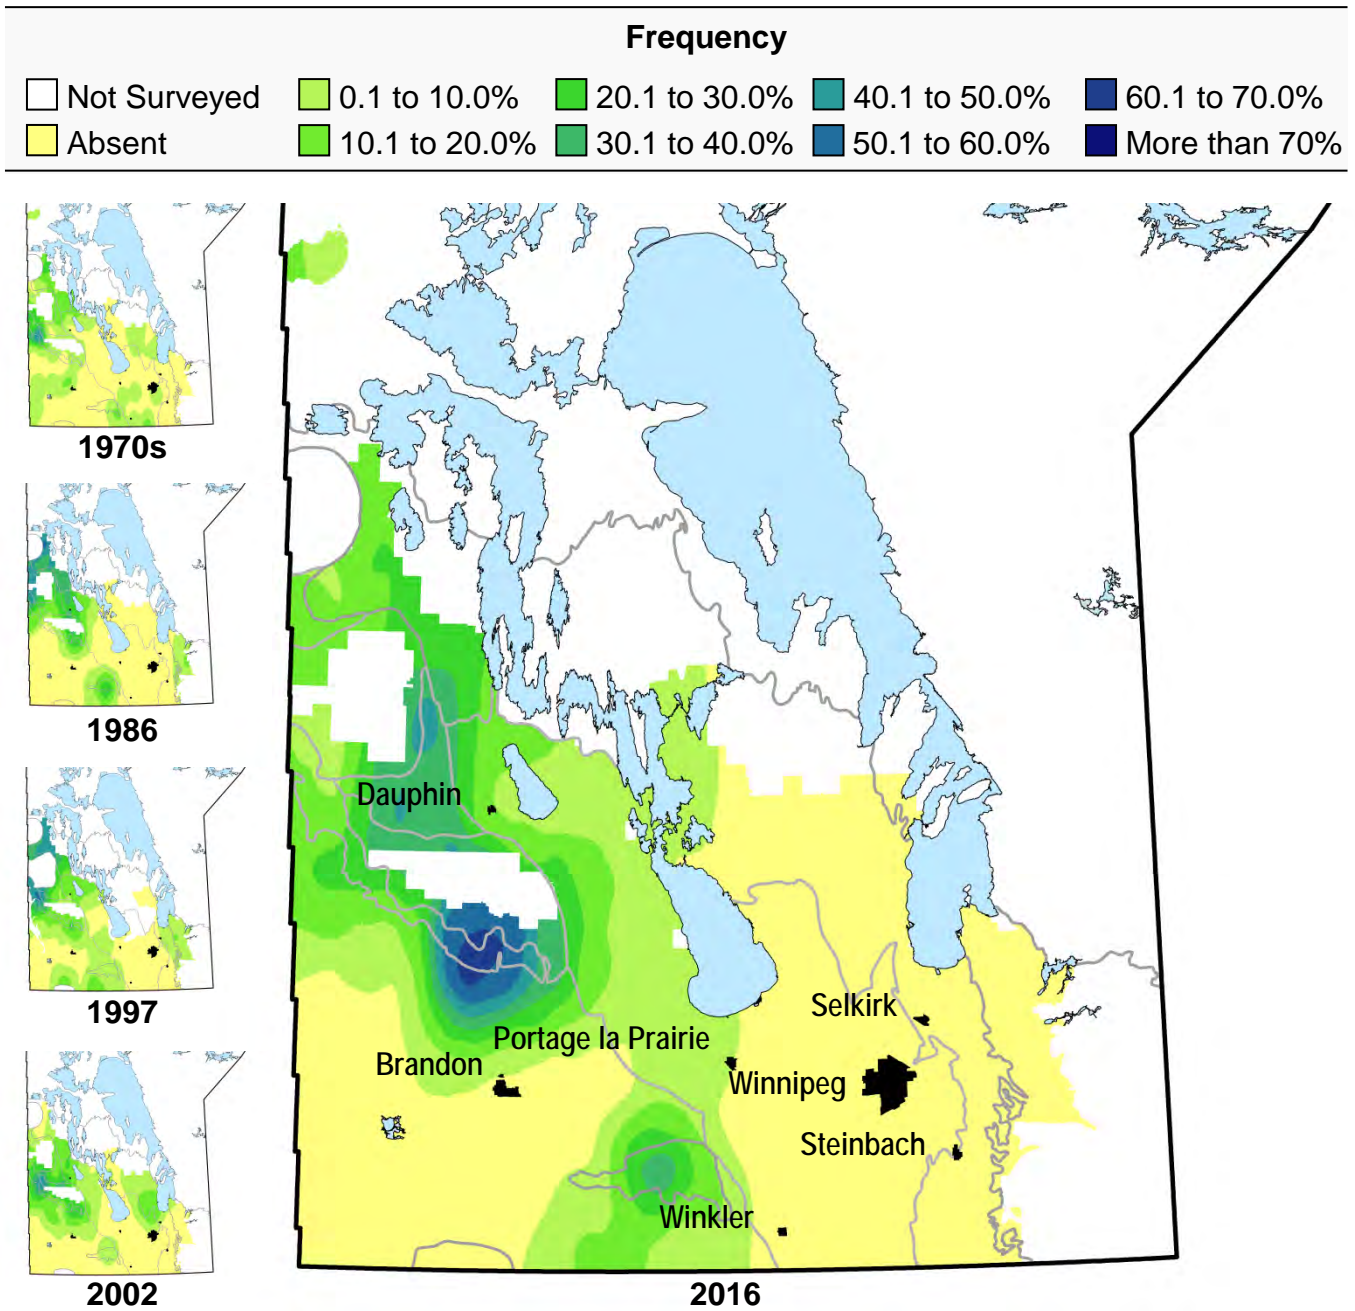 Frequency
Not Surveyed
0.1 to 10.0%
20.1 to 30.0%
40.1 to 50.0%
60.1 to 70.0%
Absent
10.1 to 20.0%
30.1 to 40.0%
50.1 to 60.0%
More than 70%
1970s
1986
1997
2002
Dauphin
Selkirk
Portage la Prairie
Brandon
Winnipeg
Steinbach
Winkler
2016